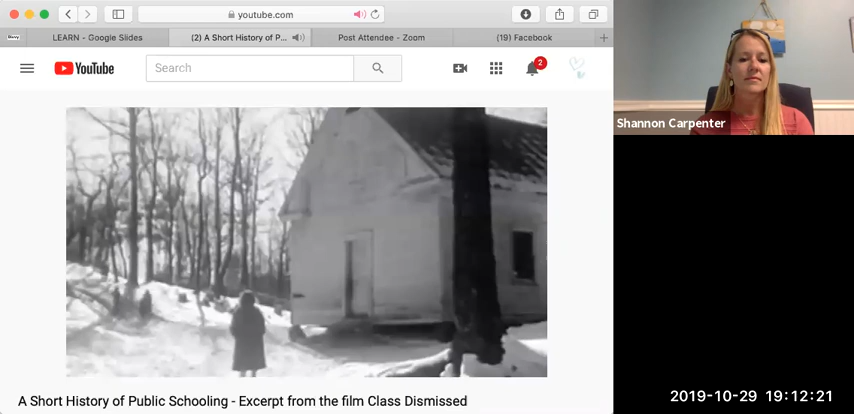 youtube.com
LEARN - Google Slides
(2) A Short History of P...
Post Attendee - Zoom
(19) Facebook
YouTube
Search
2
Shannon Carpenter
A Short History of Public Schooling - Excerpt from the film Class Dismissed
2019-10-29 19:12:21